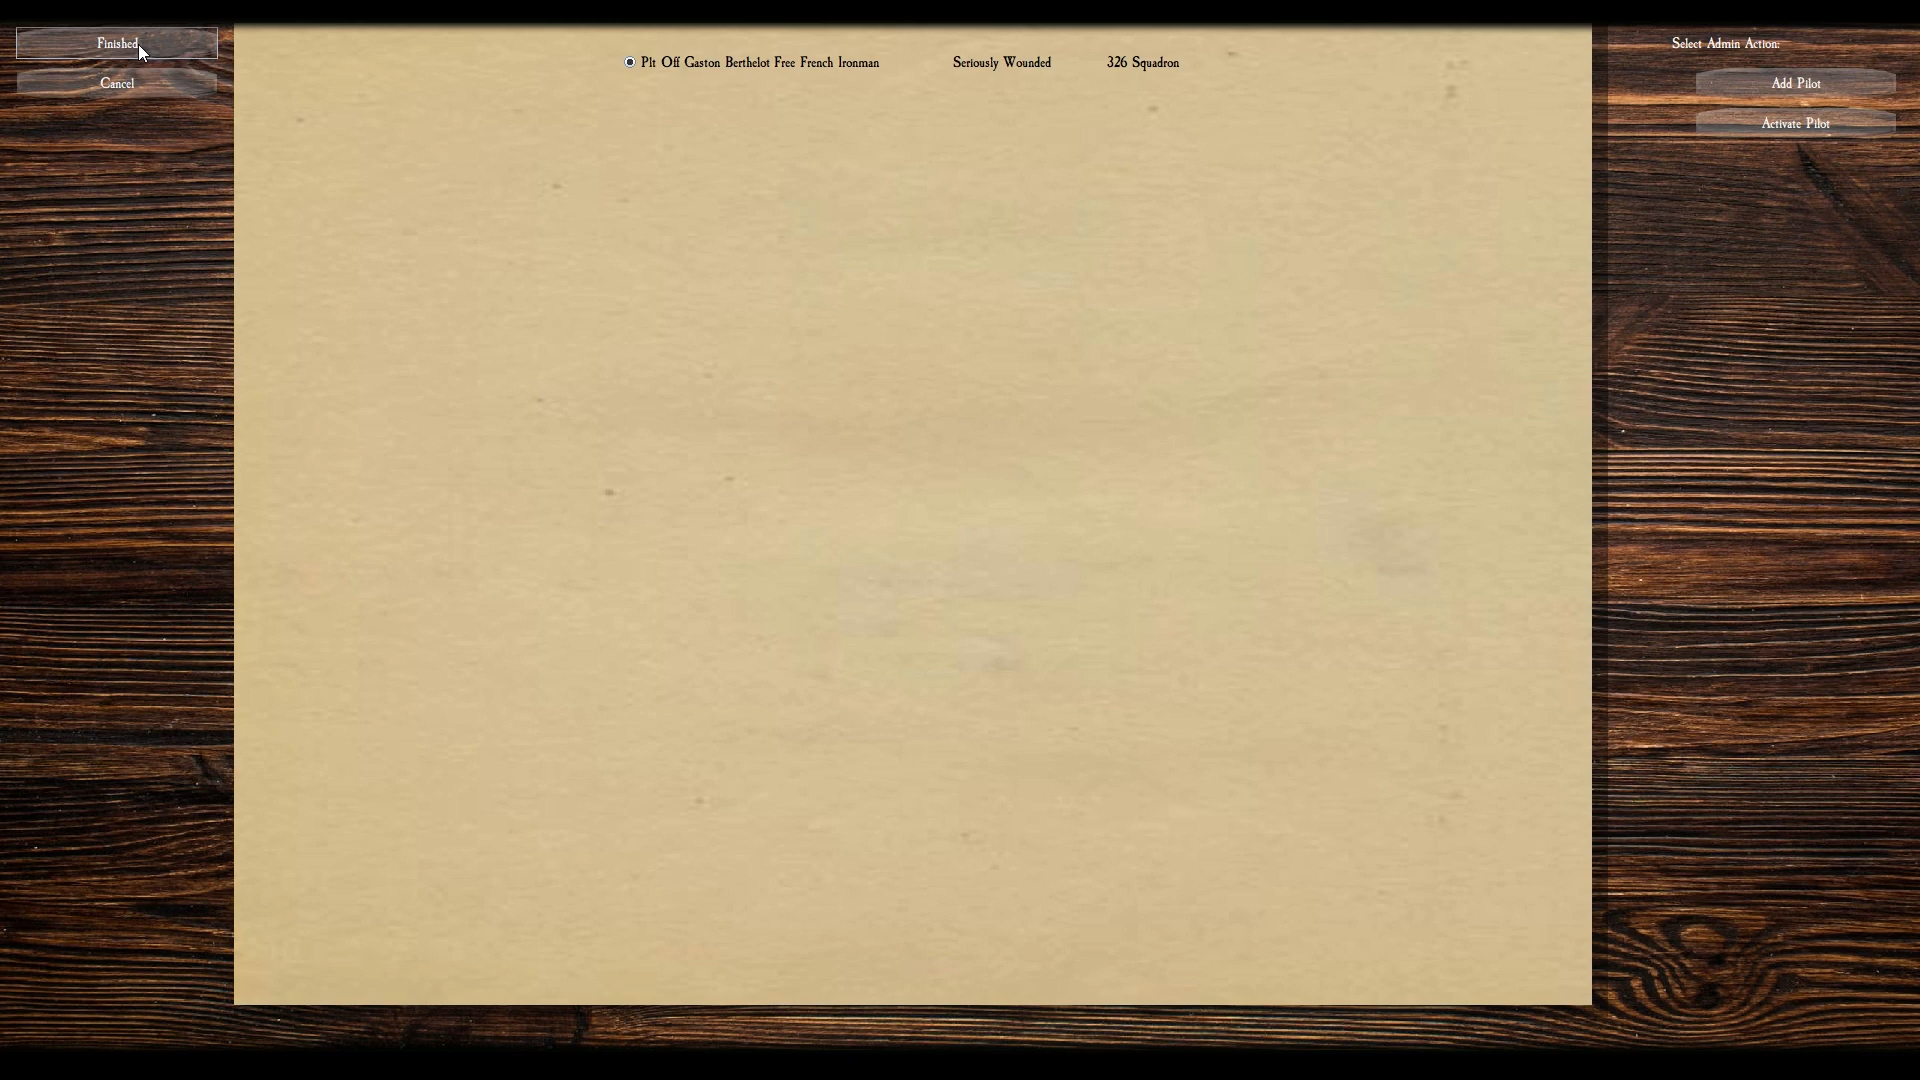 Finished
Cancel
Plt Off Gaston Berthelot Free French Ironman Seriously Wounded 326 Squadron
Select Admin Action:
Add Pilot
Activate Pilot